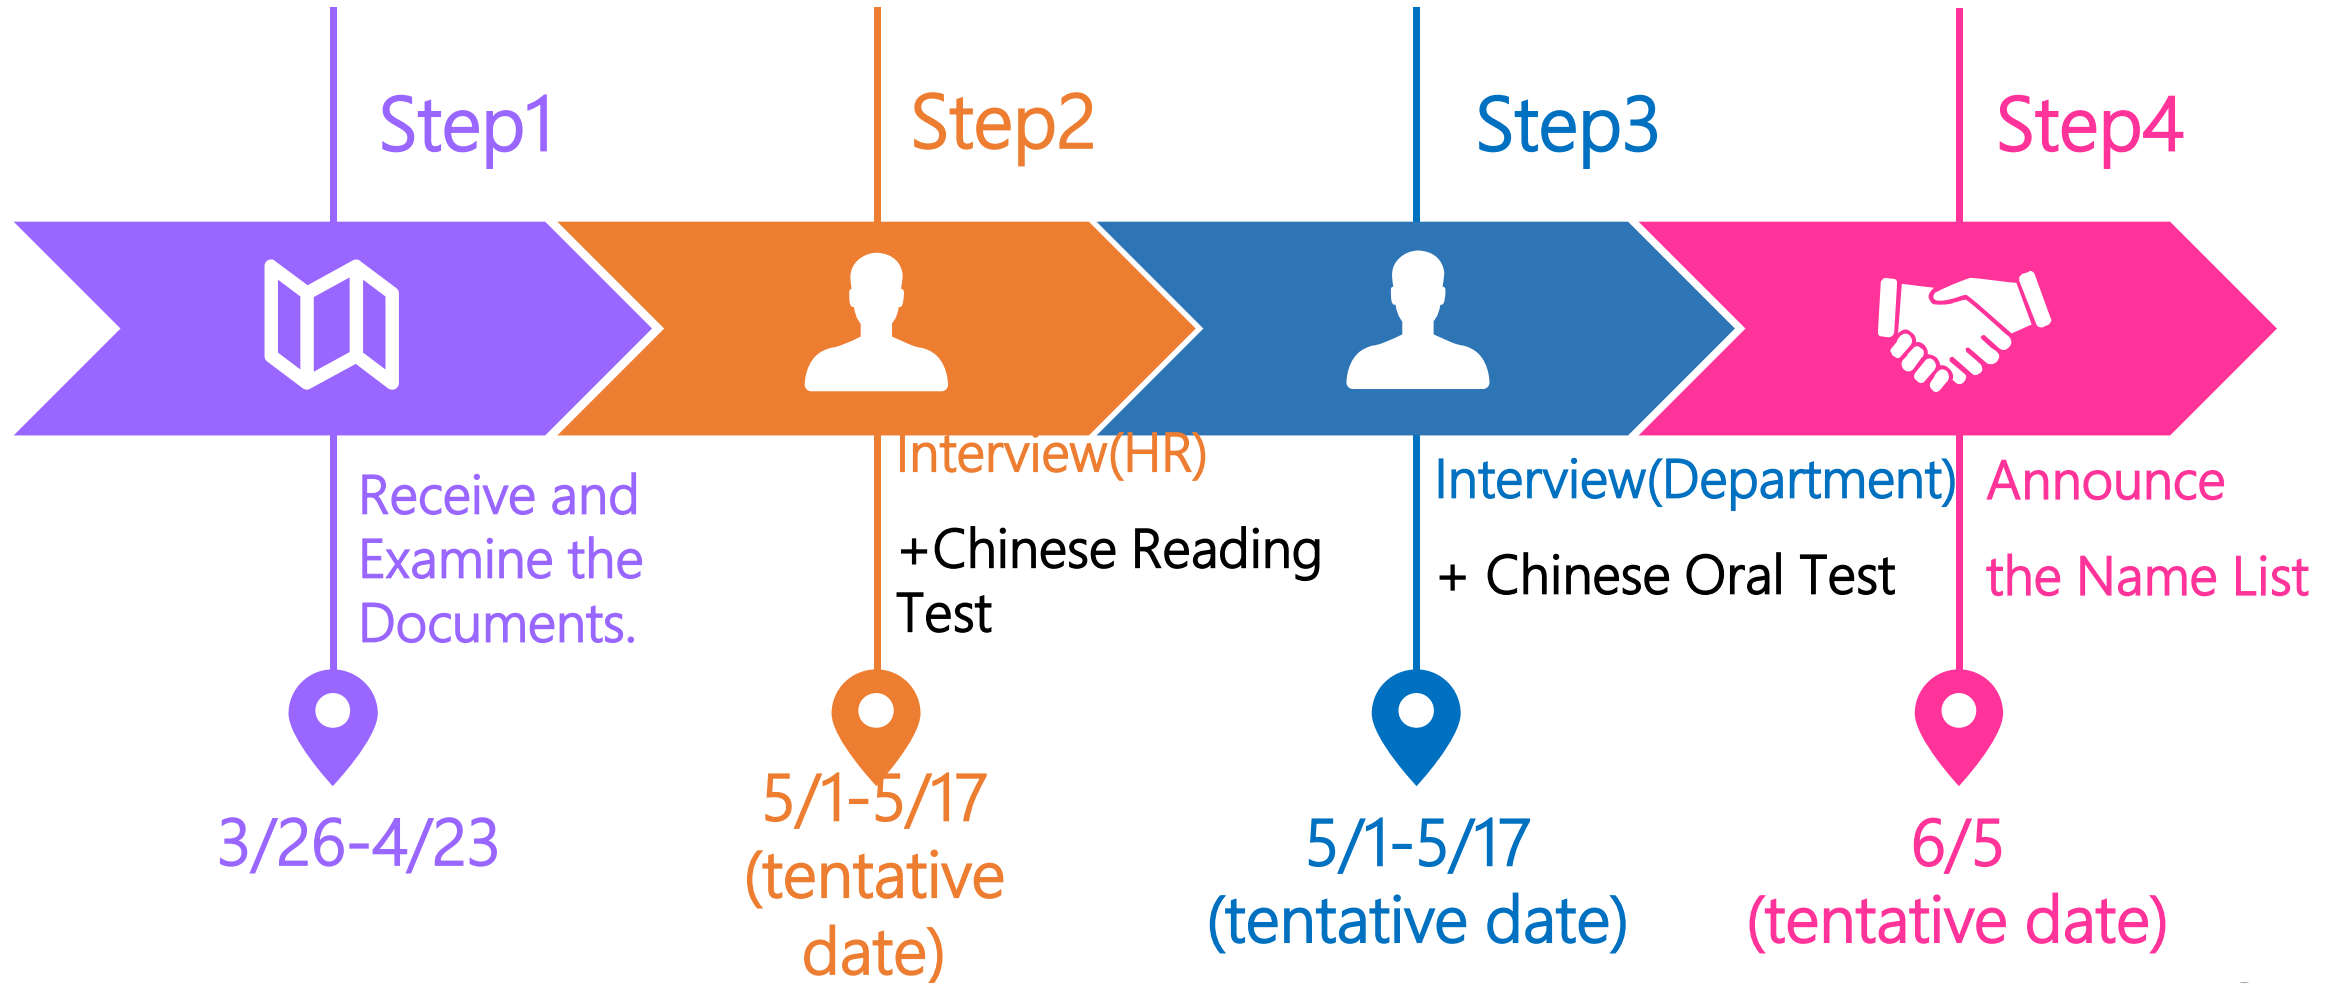 Step1
Receive and
Examine the
Documents.
3/26-4/23
Step2
Interview(HR)
+Chinese Reading
Test
5/1-5/17
(tentative
date)
Step3
Interview(Department)
+ Chinese Oral Test
5/1-5/17
(tentative date)
Step4
Announce
the Name List
6/5
(tentative date)